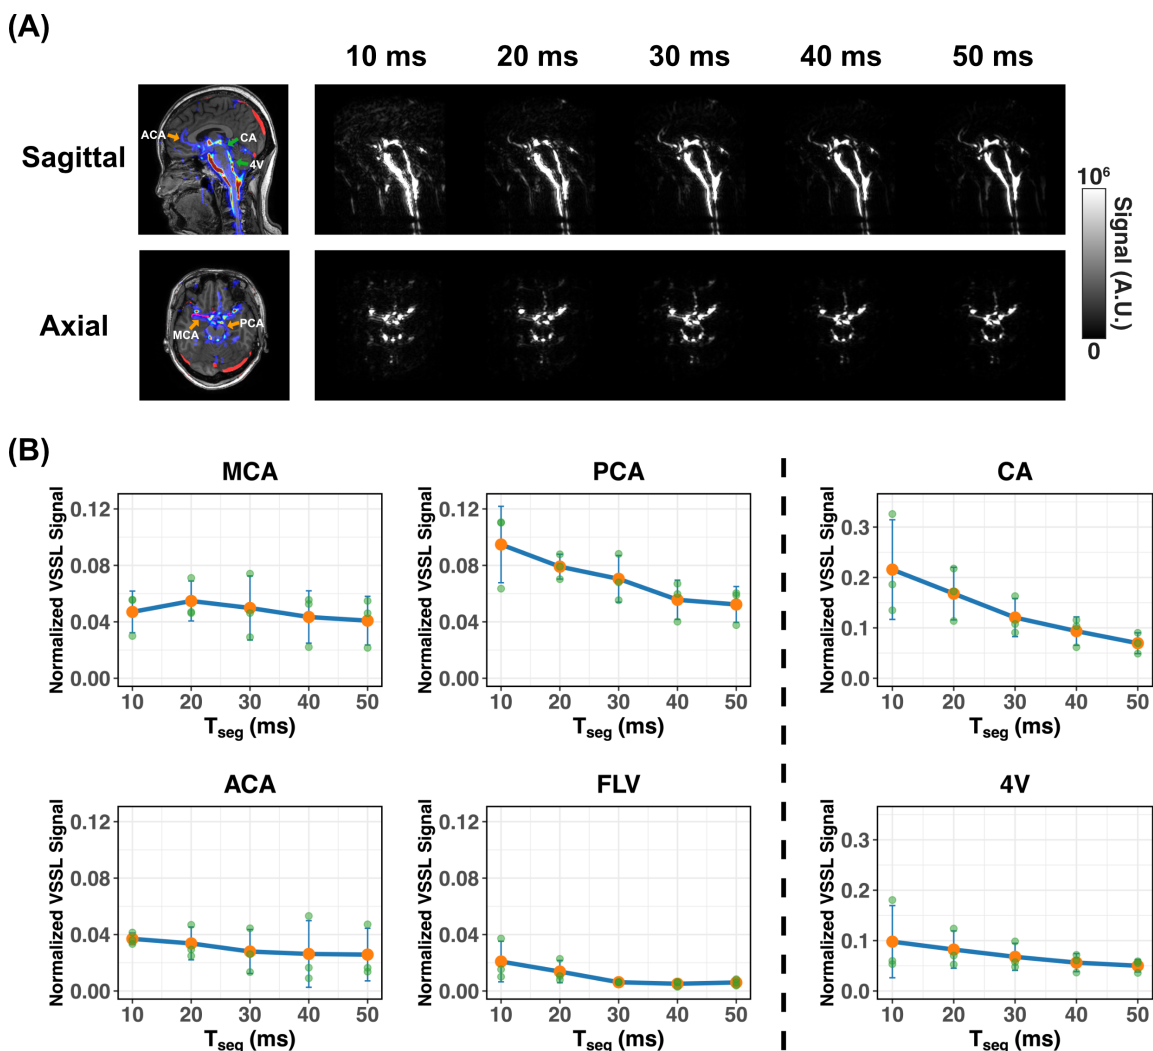 (A)
10 ms 20 ms 30 ms 40 ms 50 ms
Sagittal
ACA
CA
4V
Axial
MCA
PCA
10⁶
Signal (A.U.)
0
(B)
MCA
Normalized VSSL Signal
0.12
0.08
0.04
0.00
10 20 30 40 50
Tseg (ms)
PCA
Normalized VSSL Signal
0.12
0.08
0.04
0.00
10 20 30 40 50
Tseg (ms)
CA
Normalized VSSL Signal
0.3
0.2
0.1
0.0
10 20 30 40 50
Tseg (ms)
ACA
Normalized VSSL Signal
0.12
0.08
0.04
0.00
10 20 30 40 50
Tseg (ms)
FLV
Normalized VSSL Signal
0.12
0.08
0.04
0.00
10 20 30 40 50
Tseg (ms)
4V
Normalized VSSL Signal
0.3
0.2
0.1
0.0
10 20 30 40 50
Tseg (ms)